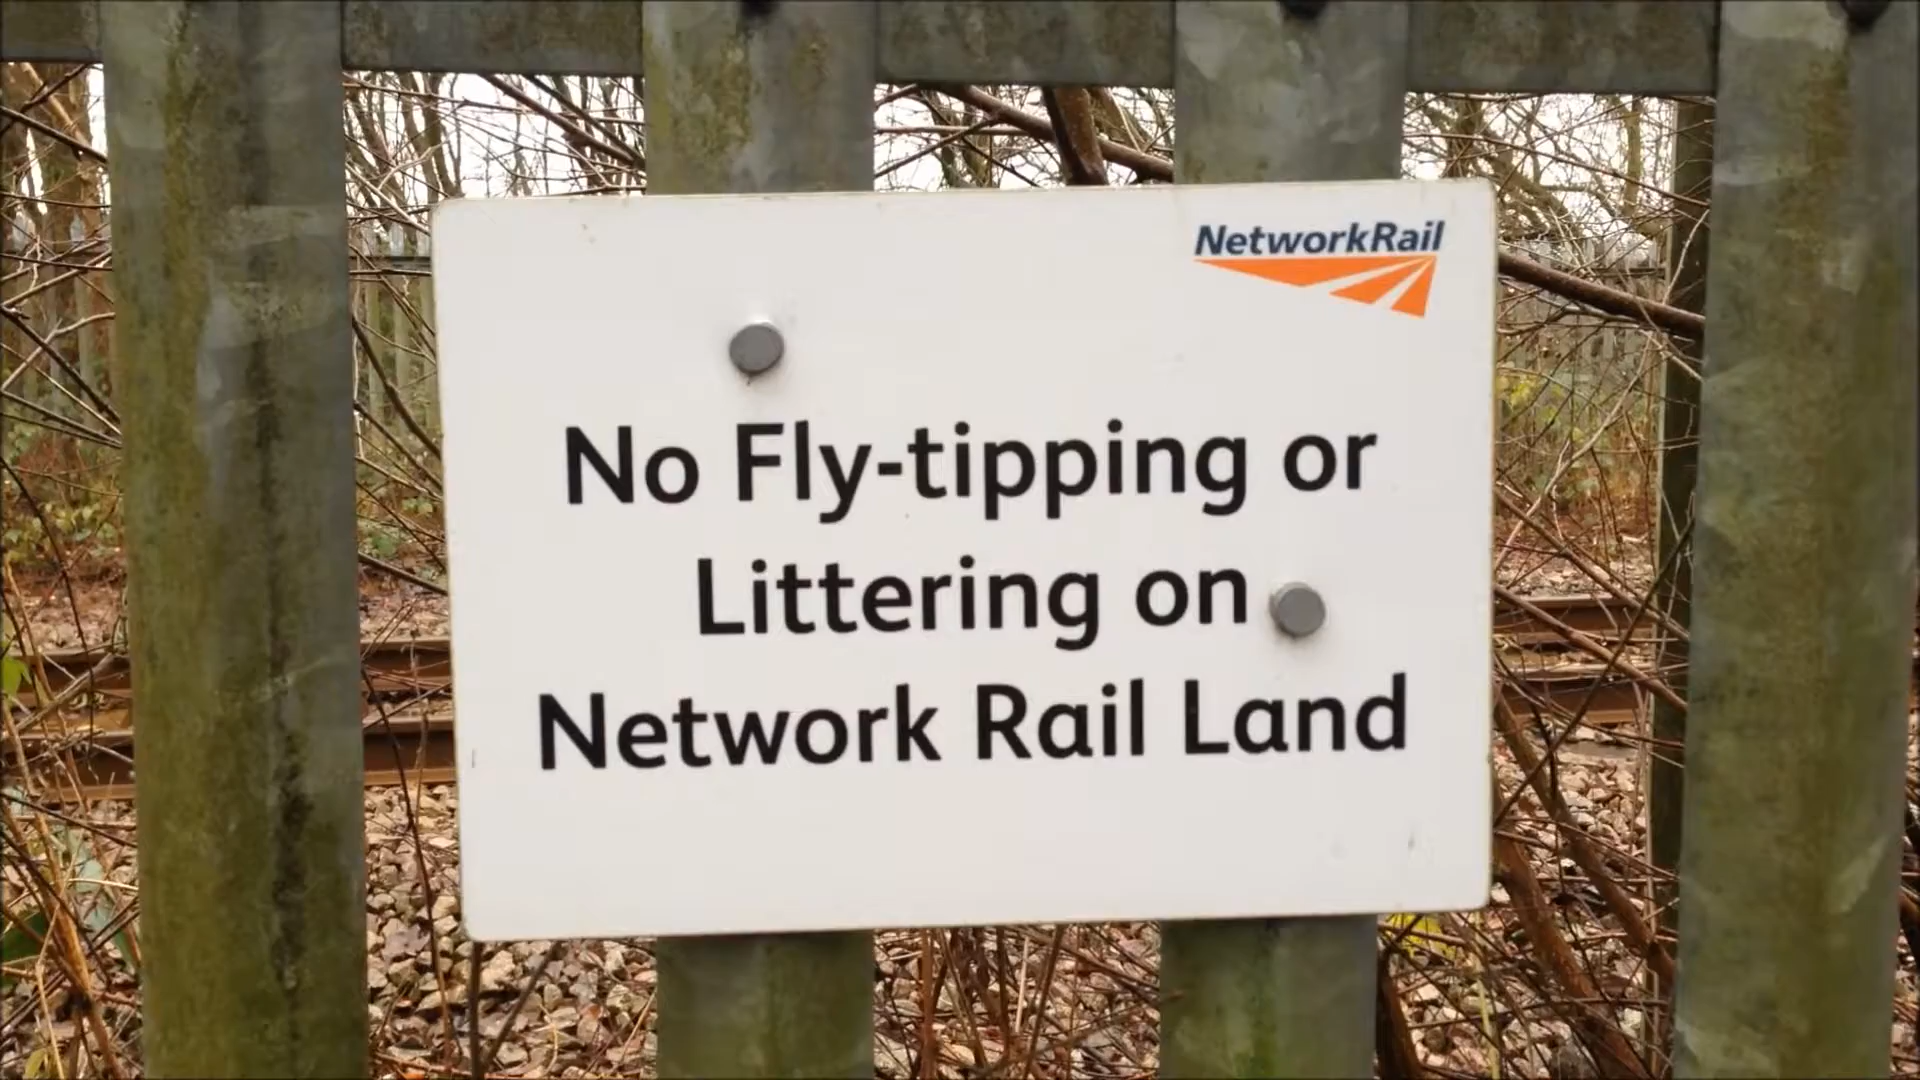 NetworkRail
No Fly-tipping or
Littering on
Network Rail Land